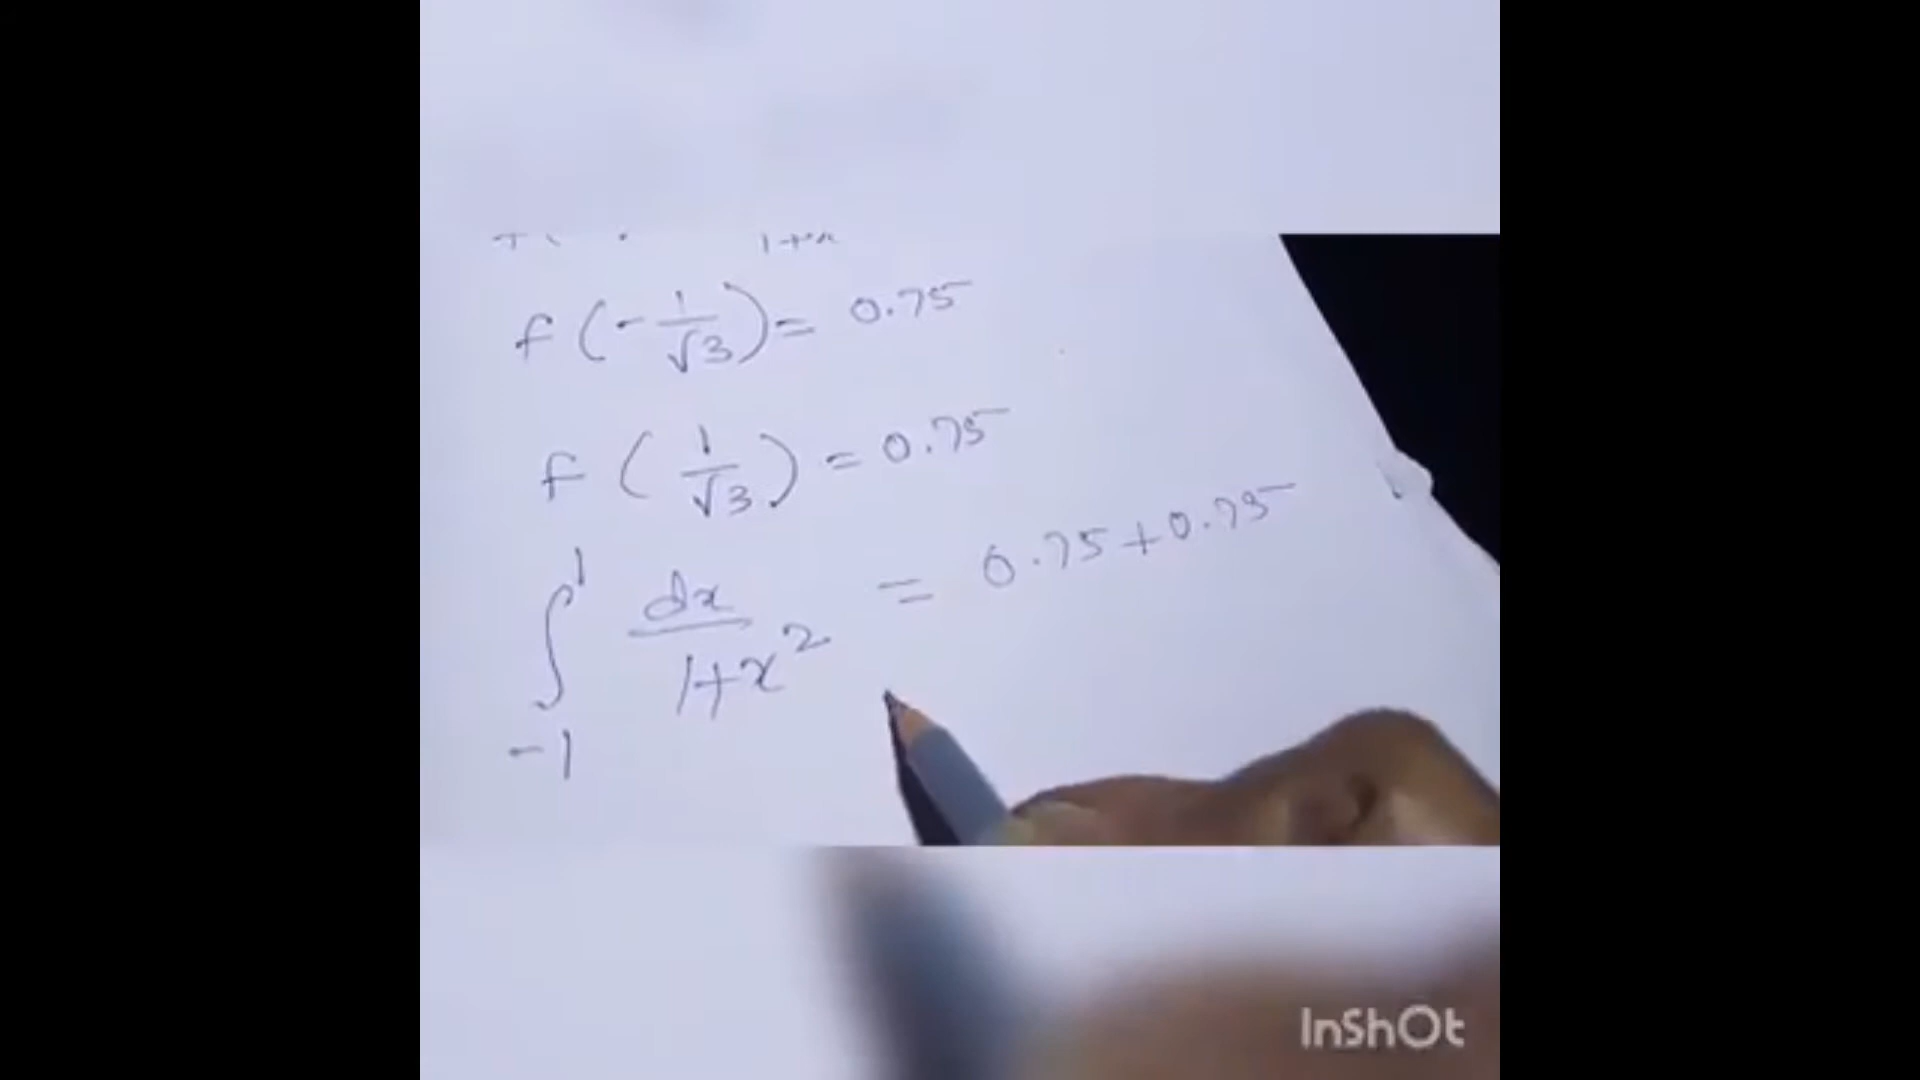 f(-1/√3) = 0.75
f(1/√3) = 0.75
∫₋₁¹ dx/1+x² = 0.75+0.75
InShOt